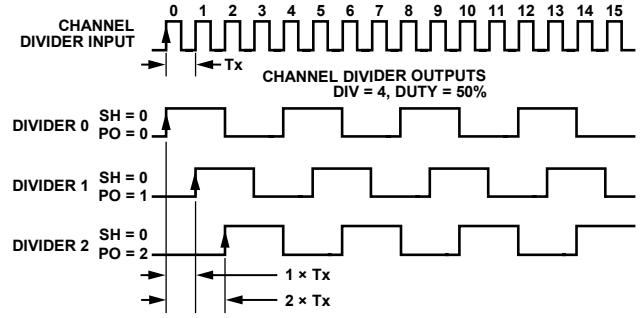 0 1 2 3 4 5 6 7 8 9 10 11 12 13 14 15
CHANNEL
DIVIDER INPUT
Tx
CHANNEL DIVIDER OUTPUTS
DIV = 4, DUTY = 50%
SH = 0
DIVIDER 0
PO = 0
SH = 0
DIVIDER 1
PO = 1
SH = 0
DIVIDER 2
PO = 2
1 × Tx
2 × Tx